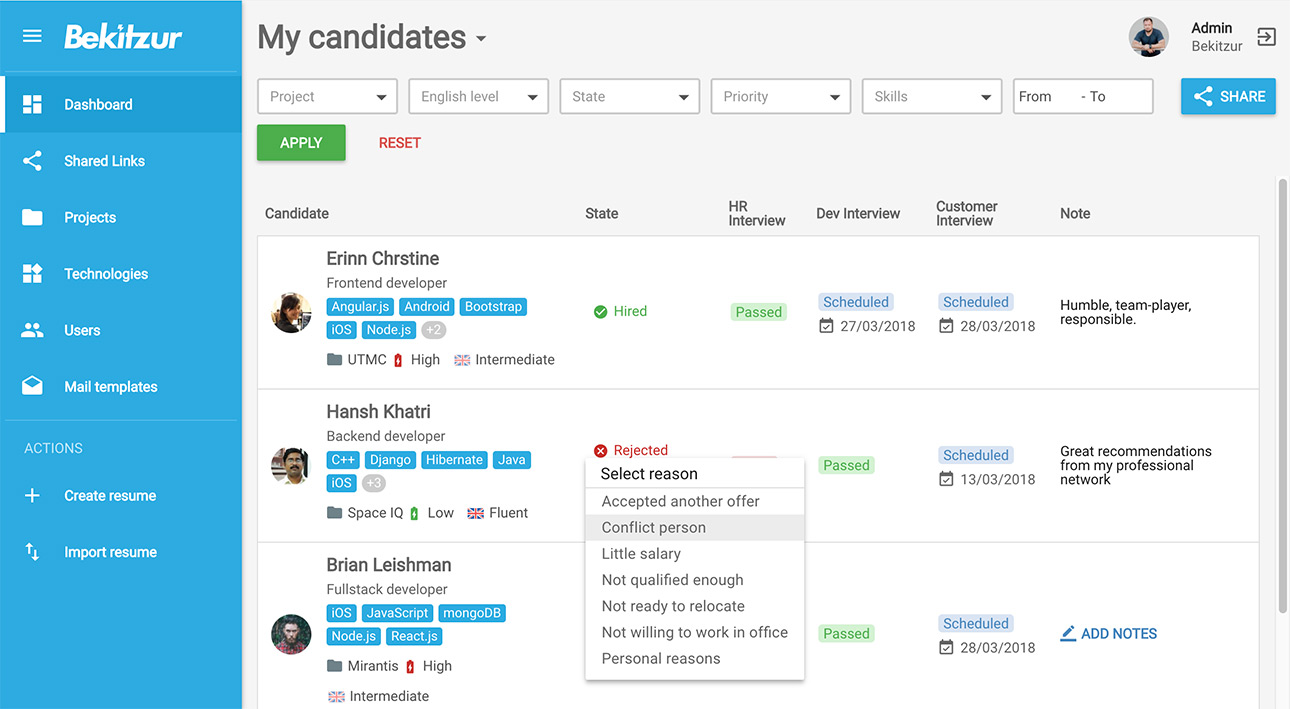 Bekitzur
Dashboard
Shared Links
Projects
Technologies
Users
Mail templates
ACTIONS
Create resume
Import resume
My candidates
Admin
Bekitzur
Project
English level
State
Priority
Skills
From - To
SHARE
APPLY
RESET
Candidate
State
HR
Interview
Dev Interview
Customer
Interview
Note
Erinn Chrstine
Frontend developer
Angular.js Android Bootstrap
iOS Node.js +2
UTMC High Intermediate
Hired
Passed
Scheduled
27/03/2018
Scheduled
28/03/2018
Humble, team-player,
responsible.
Hansh Khatri
Backend developer
C++ Django Hibernate Java
iOS +3
Space IQ Low Fluent
Rejected
Select reason
Accepted another offer
Conflict person
Little salary
Not qualified enough
Not ready to relocate
Not willing to work in office
Personal reasons
Passed
Scheduled
13/03/2018
Great recommendations
from my professional
network
Brian Leishman
Fullstack developer
iOS JavaScript mongoDB
Node.js React.js
Mirantis High
Intermediate
Passed
Scheduled
28/03/2018
ADD NOTES